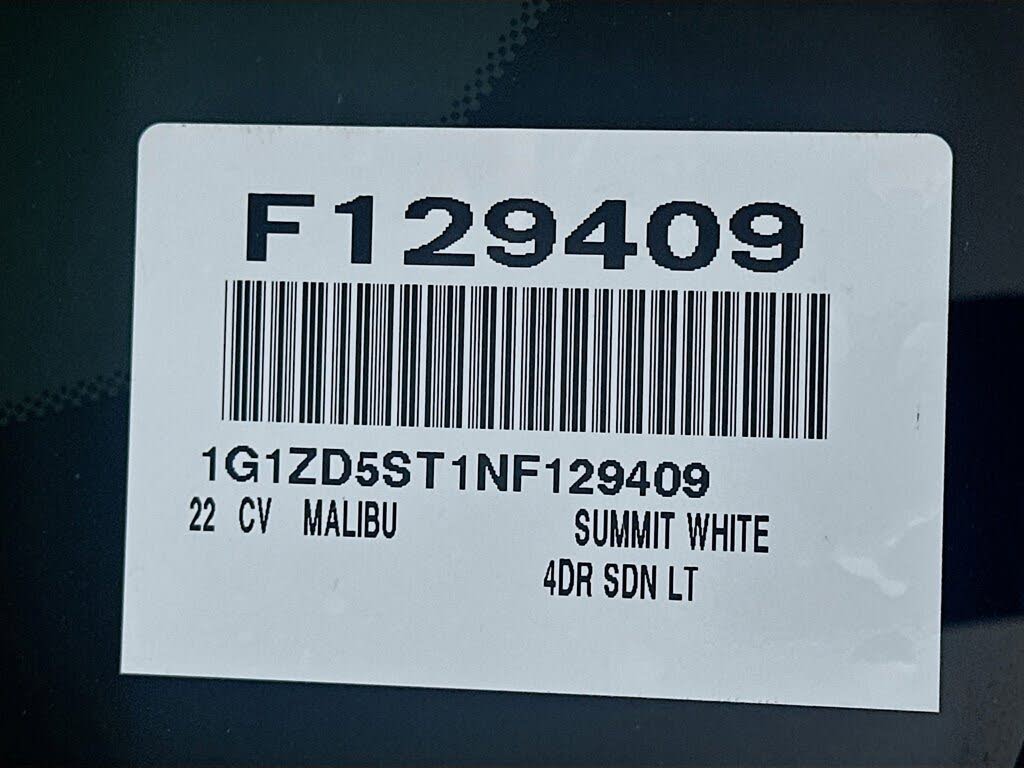 F129409
1G1ZD5ST1NF129409
22 CV MALIBU SUMMIT WHITE
4DR SDN LT